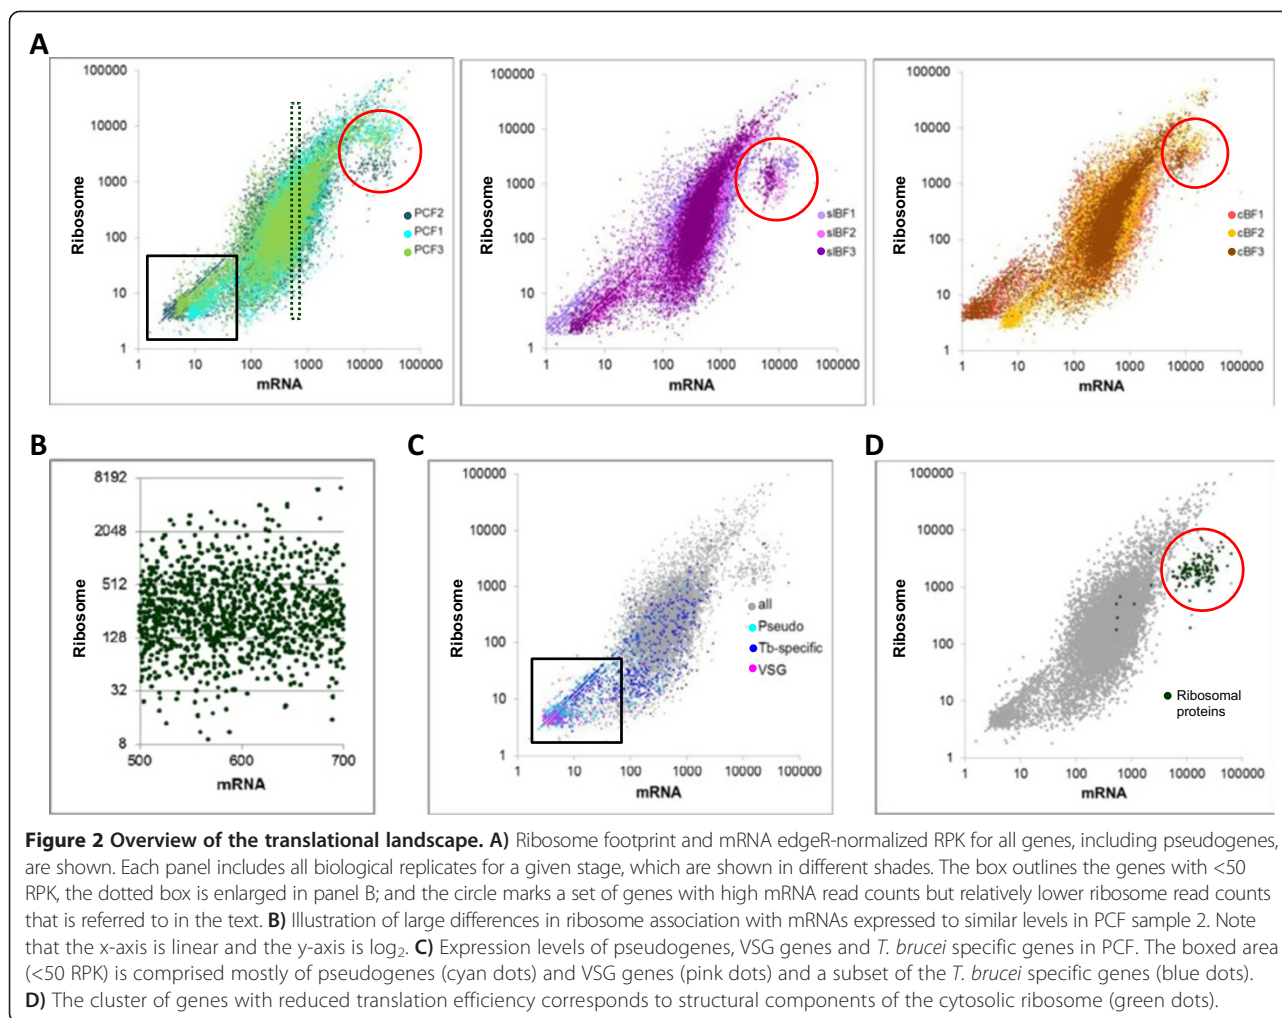 A
100000
10000
1000
100
10
1
Ribosome
1 10 100 1000 10000 100000
mRNA
PCF2
PCF1
PCF3
100000
10000
1000
100
10
1
Ribosome
1 10 100 1000 10000 100000
mRNA
slBF1
slBF2
slBF3
100000
10000
1000
100
10
1
Ribosome
1 10 100 1000 10000 100000
mRNA
cBF1
cBF2
cBF3
B
8192
2048
512
128
32
8
Ribosome
500 600 700
mRNA
C
100000
10000
1000
100
10
1
Ribosome
1 10 100 1000 10000 100000
mRNA
all
Pseudo
Tb-specific
VSG
D
100000
10000
1000
100
10
1
Ribosome
1 10 100 1000 10000 100000
mRNA
Ribosomal
proteins
Figure 2 Overview of the translational landscape. A) Ribosome footprint and mRNA edgeR-normalized RPK for all genes, including pseudogenes,
are shown. Each panel includes all biological replicates for a given stage, which are shown in different shades. The box outlines the genes with <50
RPK, the dotted box is enlarged in panel B; and the circle marks a set of genes with high mRNA read counts but relatively lower ribosome read counts
that is referred to in the text. B) Illustration of large differences in ribosome association with mRNAs expressed to similar levels in PCF sample 2. Note
that the x-axis is linear and the y-axis is log₂. C) Expression levels of pseudogenes, VSG genes and T. brucei specific genes in PCF. The boxed area
(<50 RPK) is comprised mostly of pseudogenes (cyan dots) and VSG genes (pink dots) and a subset of the T. brucei specific genes (blue dots).
D) The cluster of genes with reduced translation efficiency corresponds to structural components of the cytosolic ribosome (green dots).